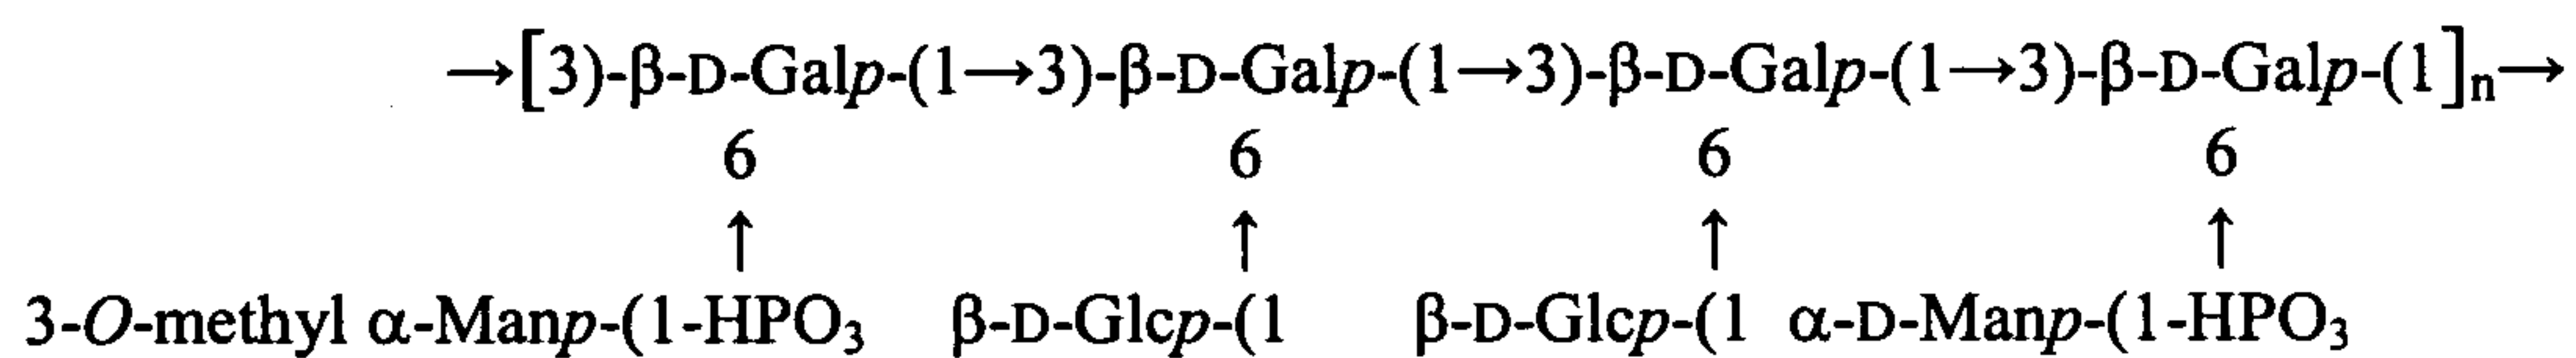 →[3)-β-D-Galp-(1→3)-β-D-Galp-(1→3)-β-D-Galp-(1→3)-β-D-Galp-(1]n→
6 6 6 6
↑ ↑ ↑ ↑
3-O-methyl α-Manp-(1-HPO3 β-D-Glcp-(1 β-D-Glcp-(1 α-D-Manp-(1-HPO3